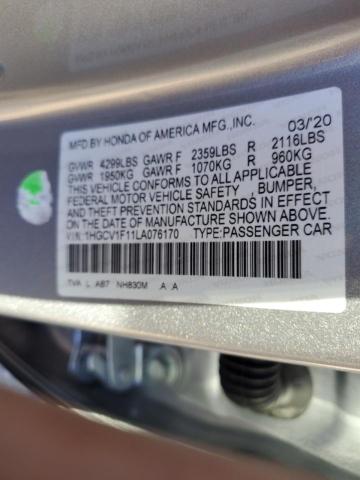 MFD BY HONDA OF AMERICA MFG.,INC. 03/20
GVWR 4299LBS GAWR F 2359LBS R 2116LBS
GVWR 1950KG GAWR F 1070KG R 960KG
THIS VEHICLE CONFORMS TO ALL APPLICABLE
FEDERAL MOTOR VEHICLE SAFETY , BUMPER,
AND THEFT PREVENTION STANDARDS IN EFFECT ON
THE DATE OF MANUFACTURE SHOWN ABOVE.
V.I.N:1HGCV1F11LA076170 TYPE:PASSENGER CAR
TVA L AB7 NH830M A A